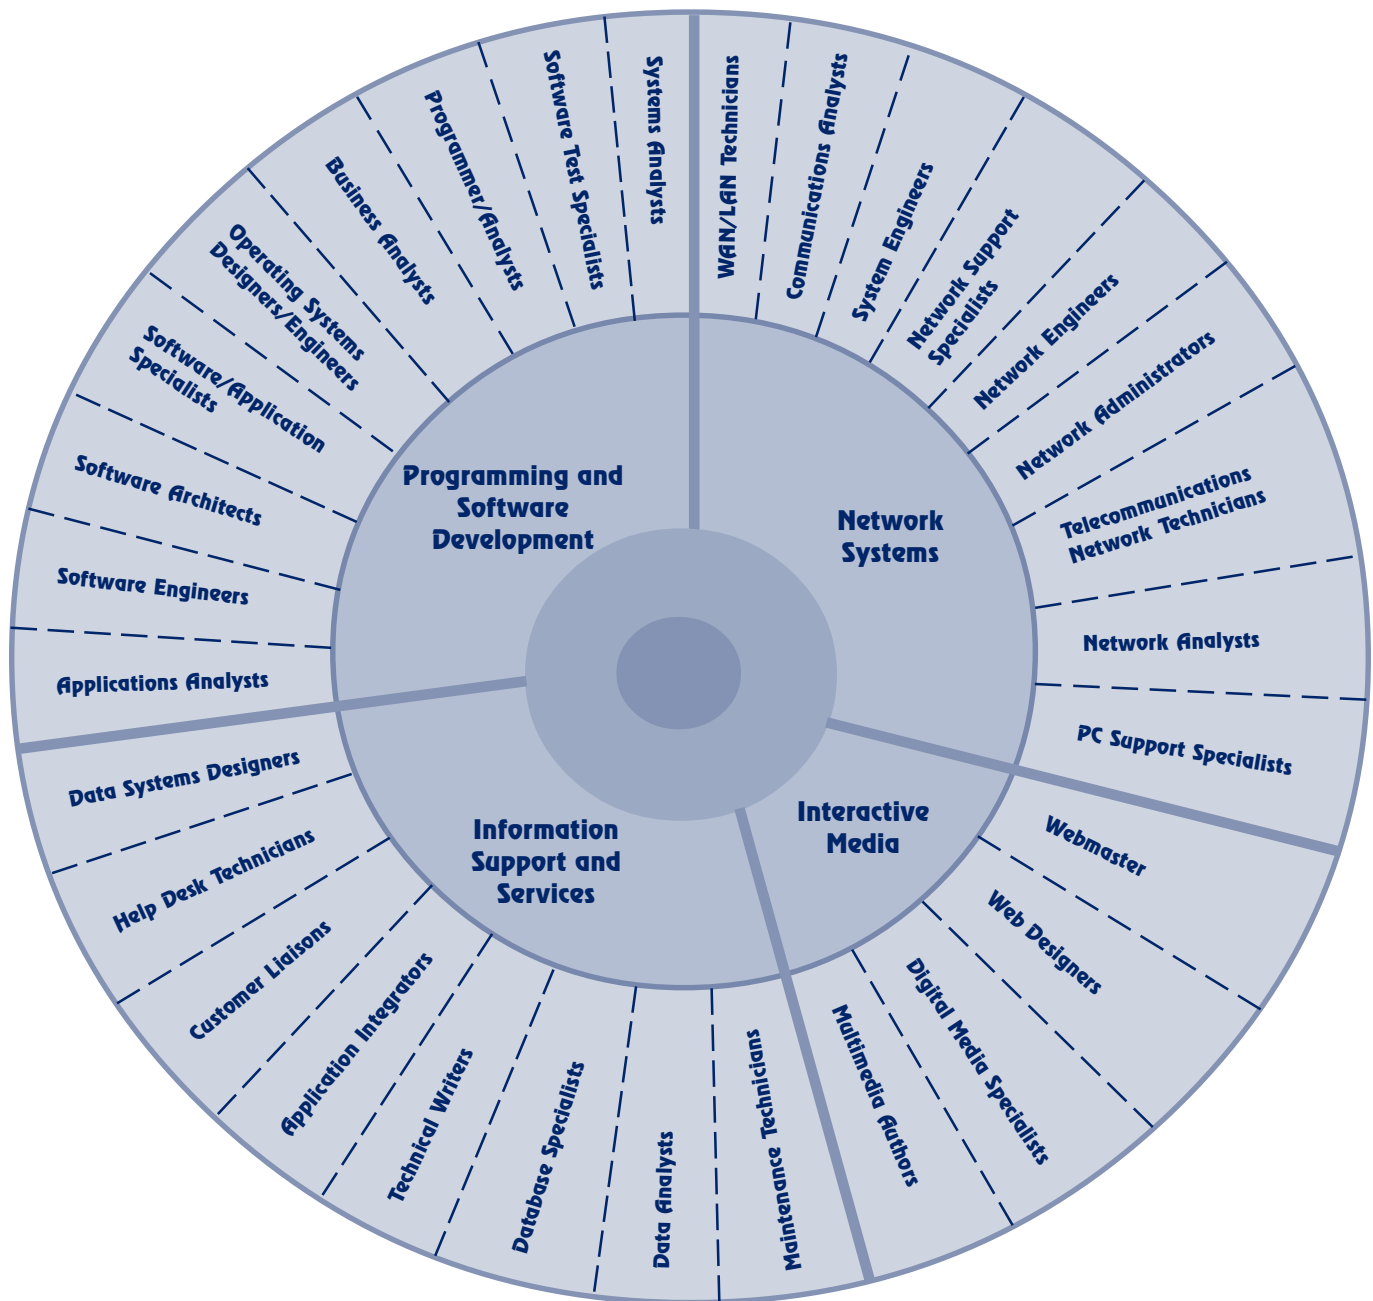 Programming and
Software
Development
Network
Systems
Interactive
Media
Information
Support and
Services
WAN/LAN Technicians
Communications Analysts
System Engineers
Network Support
Specialists
Network Engineers
Network Administrators
Telecommunications
Network Technicians
Network Analysts
PC Support Specialists
Webmaster
Web Designers
Digital Media Specialists
Multimedia Authors
Maintenance Technicians
Data Analysts
Database Specialists
Technical Writers
Application Integrators
Customer Liaisons
Help Desk Technicians
Data Systems Designers
Applications Analysts
Software Engineers
Software Architects
Software/Application
Specialists
Operating Systems
Designers/Engineers
Business Analysts
Programmer/Analysts
Software Test Specialists
Systems Analysts